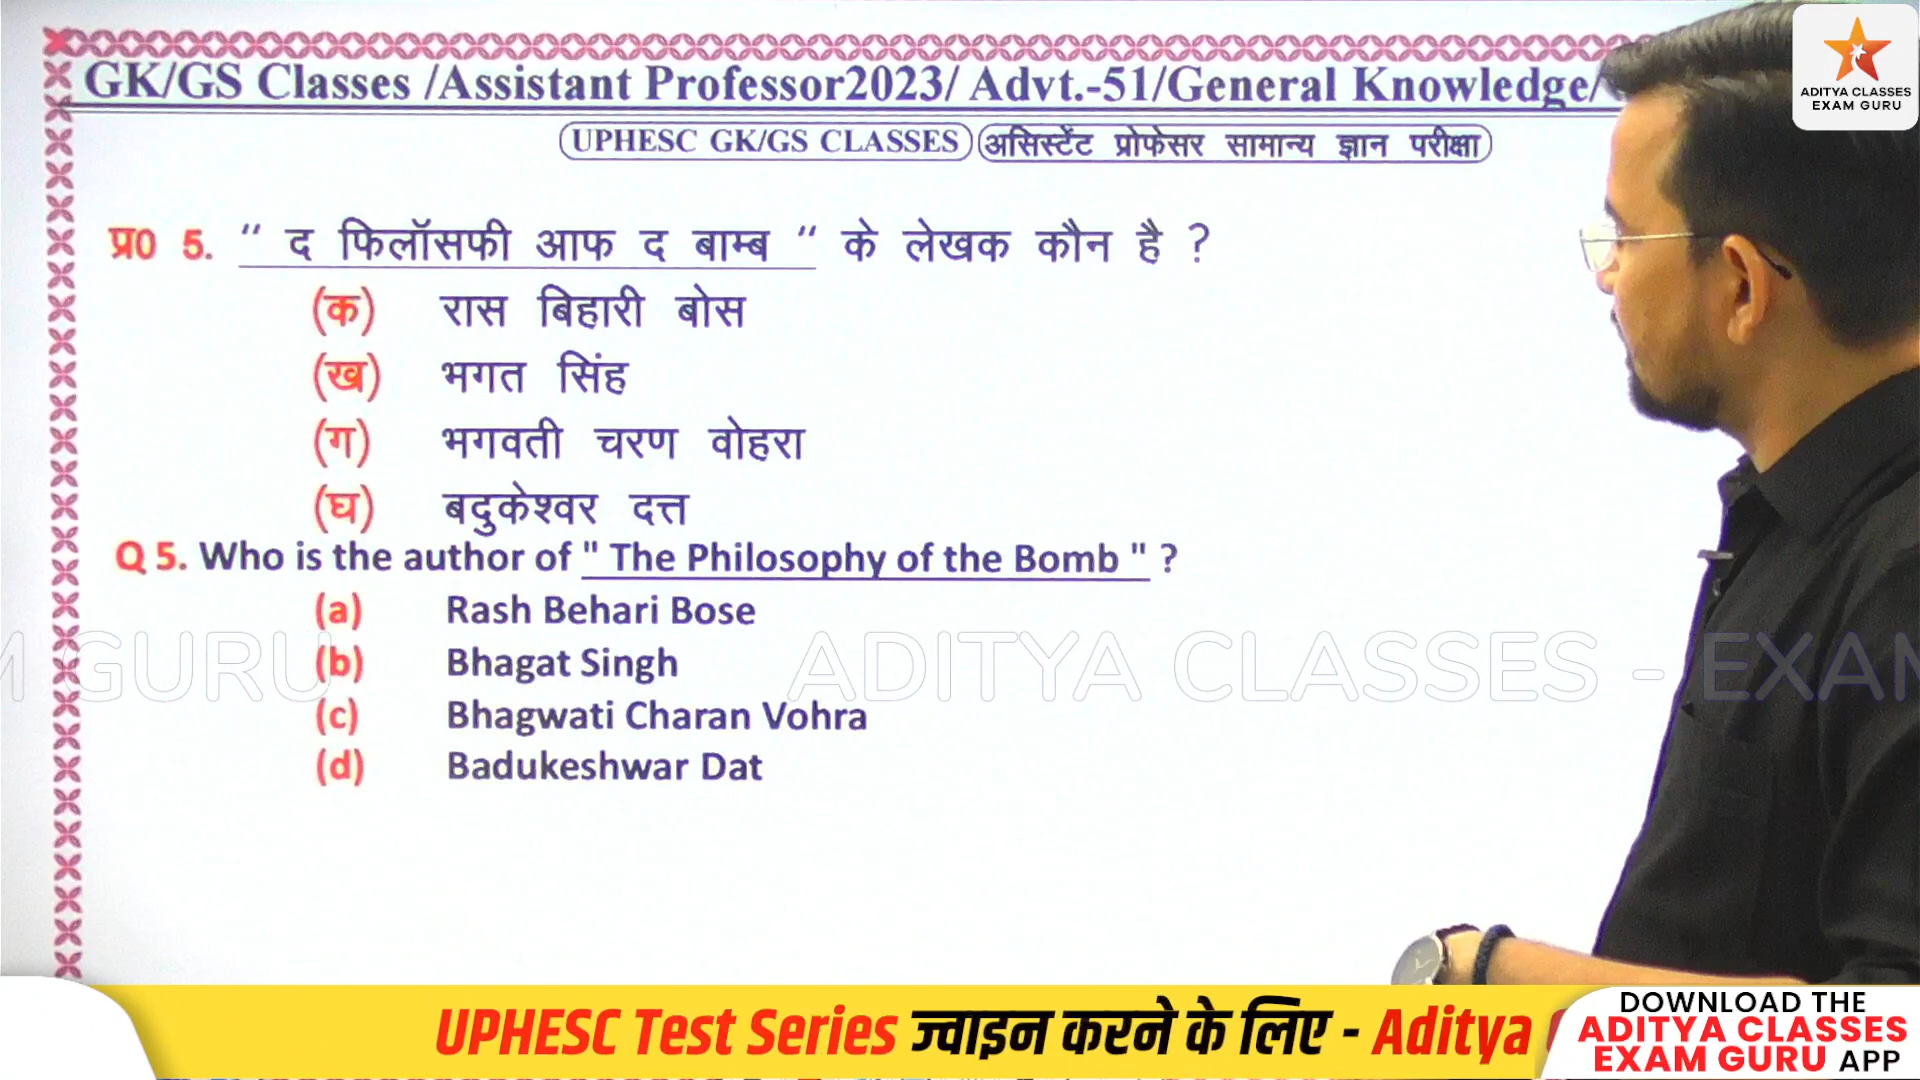 GK/GS Classes /Assistant Professor2023/ Advt.-51/General Knowledge/
UPHESC GK/GS CLASSES असिस्टेंट प्रोफेसर सामान्य ज्ञान परीक्षा
ADITYA CLASSES
EXAM GURU
प्र0 5. “ द फिलॉसफी आफ द बाम्ब “ के लेखक कौन है ?
(क) रास बिहारी बोस
(ख) भगत सिंह
(ग) भगवती चरण वोहरा
(घ) बदुकेश्वर दत्त
Q 5. Who is the author of " The Philosophy of the Bomb " ?
(a) Rash Behari Bose
(b) Bhagat Singh
(c) Bhagwati Charan Vohra
(d) Badukeshwar Dat
M GURU ADITYA CLASSES - EXAM
UPHESC Test Series ज्वाइन करने के लिए - Aditya
DOWNLOAD THE
ADITYA CLASSES
EXAM GURU APP